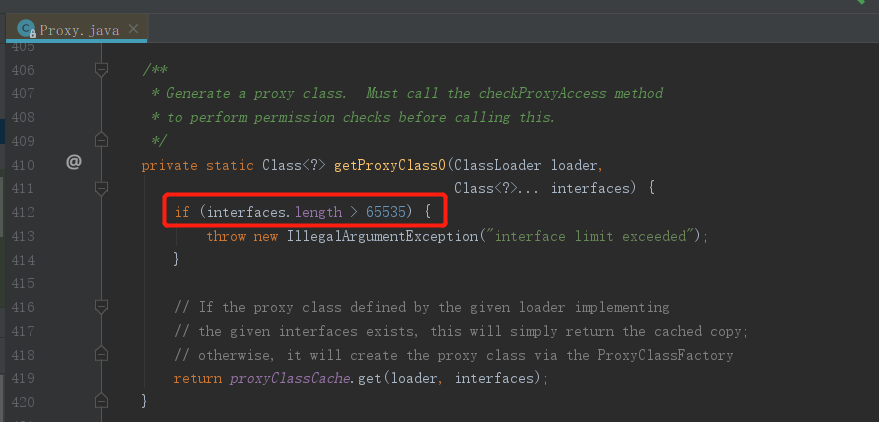 Proxy.java
405
406 /**
407 * Generate a proxy class.  Must call the checkProxyAccess method
408 * to perform permission checks before calling this.
409 */
410 @ private static Class<?> getProxyClass0(ClassLoader loader,
411 Class<?>... interfaces) {
412 if (interfaces.length > 65535) {
413 throw new IllegalArgumentException("interface limit exceeded");
414 }
415
416 // If the proxy class defined by the given loader implementing
417 // the given interfaces exists, this will simply return the cached copy;
418 // otherwise, it will create the proxy class via the ProxyClassFactory
419 return proxyClassCache.get(loader, interfaces);
420 }